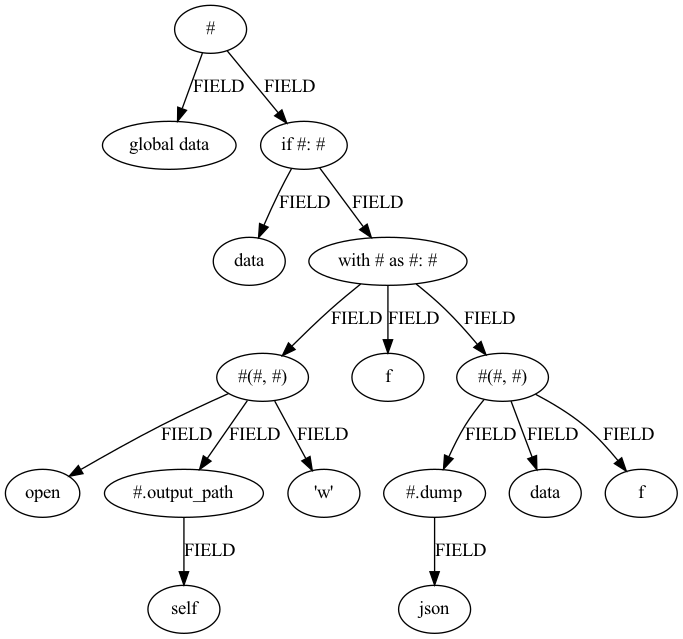 #
FIELD FIELD
global data if #: #
FIELD FIELD
data with # as #: #
FIELD FIELD FIELD
#(#, #) f #(#, #)
FIELD FIELD FIELD FIELD FIELD FIELD
open #.output_path 'w' #.dump data f
FIELD FIELD
self json